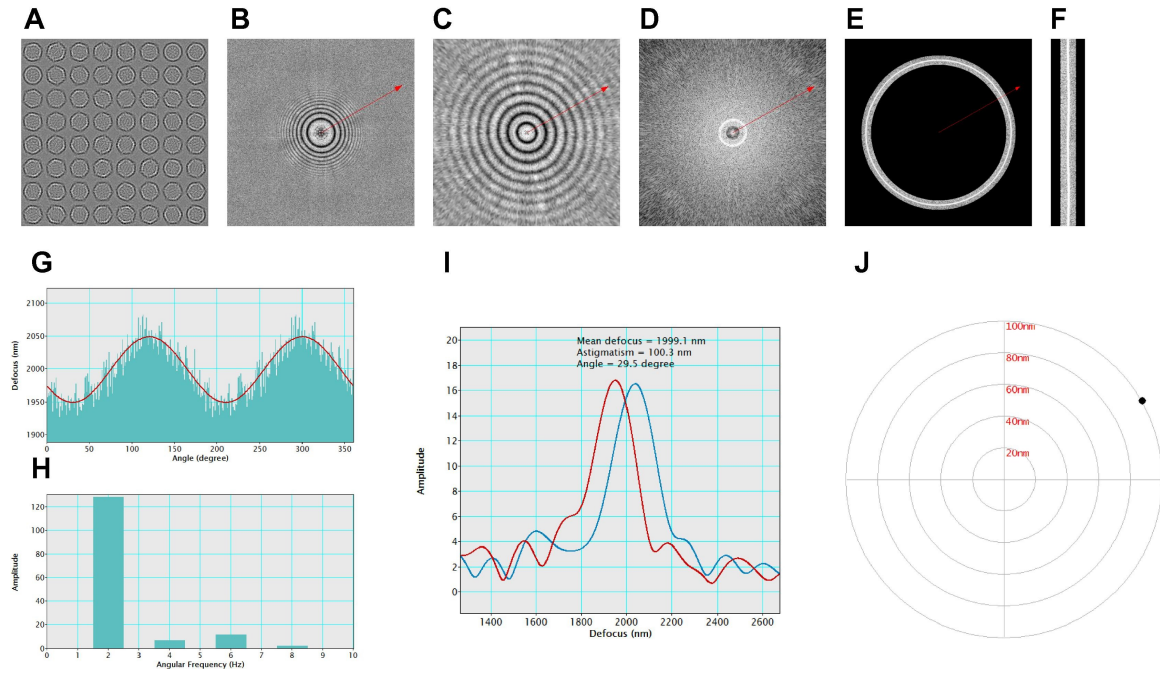 A
B
C
D
E
F
G
2100
2050
2000
1950
1900
Defocus (nm)
0
50
100
150
200
250
300
350
Angle (degree)
H
120
100
80
60
40
20
0
Amplitude
0
1
2
3
4
5
6
7
8
9
10
Angular Frequency (Hz)
I
Mean defocus = 1999.1 nm
Astigmatism = 100.3 nm
Angle = 29.5 degree
20
18
16
14
12
10
8
6
4
2
0
Amplitude
1400
1600
1800
2000
2200
2400
2600
Defocus (nm)
J
100nm
80nm
60nm
40nm
20nm